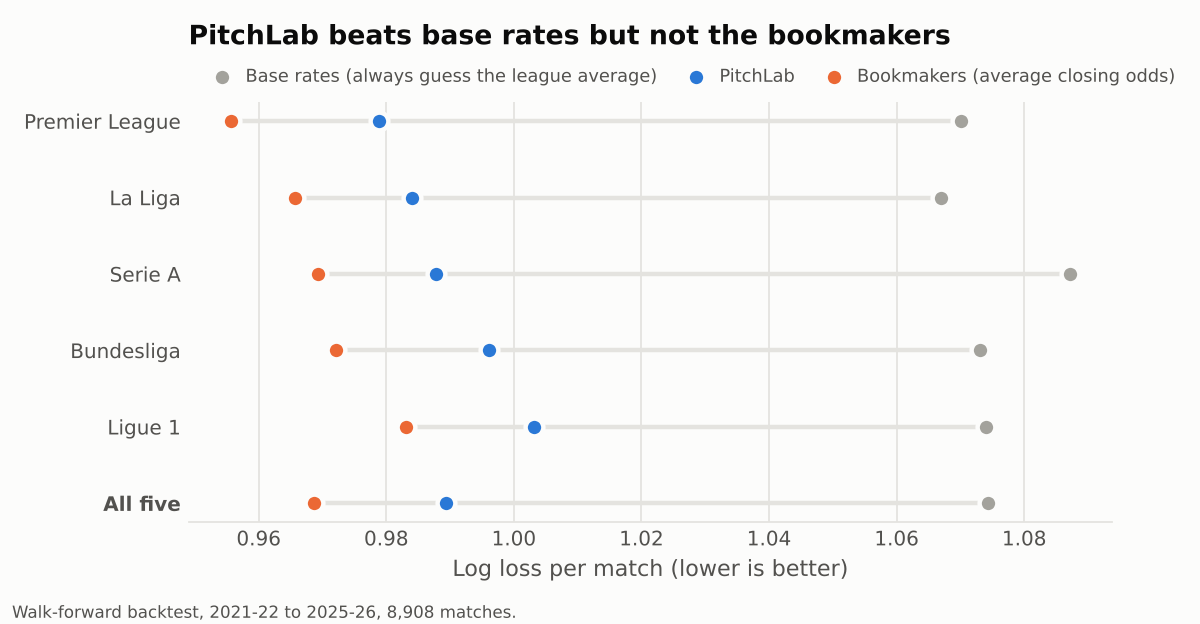 PitchLab beats base rates but not the bookmakers
Base rates (always guess the league average) PitchLab Bookmakers (average closing odds)
Premier League
La Liga
Serie A
Bundesliga
Ligue 1
All five
0.96 0.98 1.00 1.02 1.04 1.06 1.08
Log loss per match (lower is better)
Walk-forward backtest, 2021-22 to 2025-26, 8,908 matches.